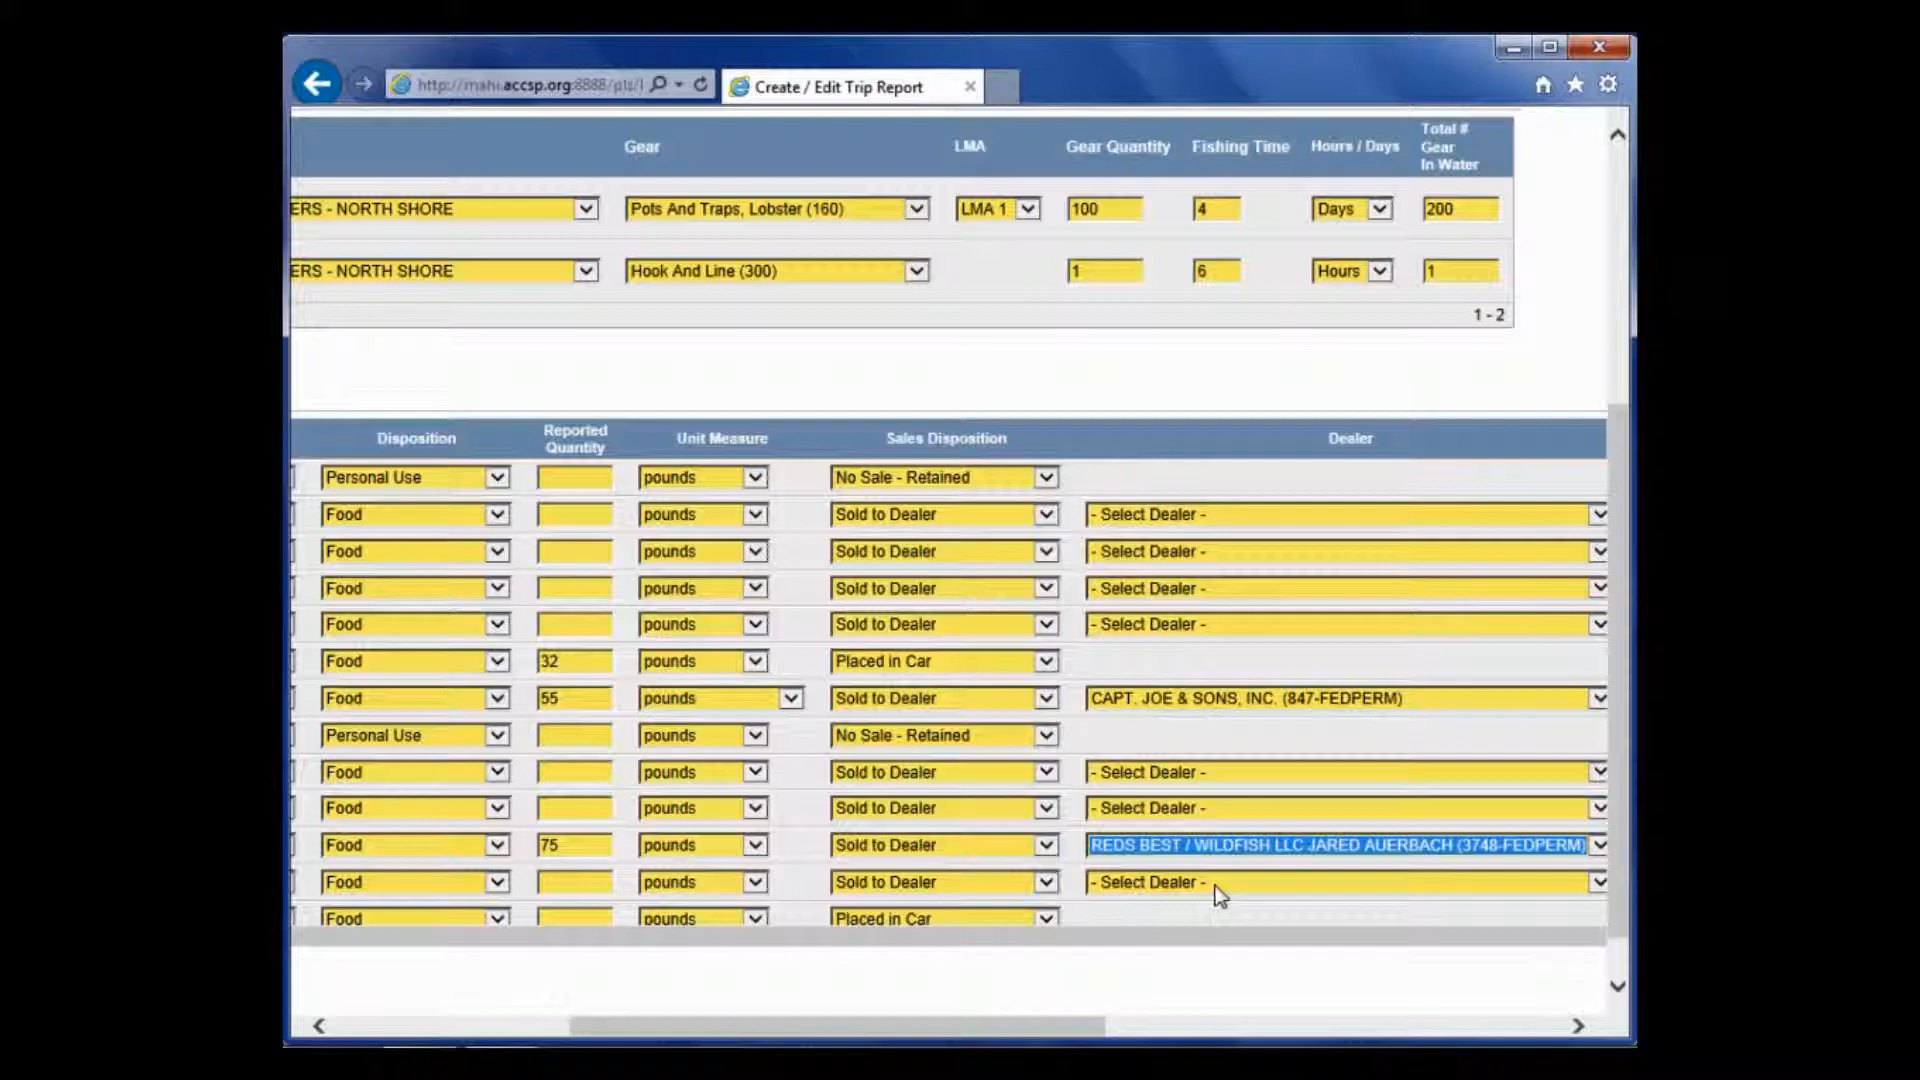 http://mahi.accsp.org:8888/pls/l
Create / Edit Trip Report
Gear LMA Gear Quantity Fishing Time Hours / Days Total # Gear In Water
ERS - NORTH SHORE Pots And Traps, Lobster (160) LMA 1 100 4 Days 200
ERS - NORTH SHORE Hook And Line (300) 1 6 Hours 1
1 - 2
Disposition Reported Quantity Unit Measure Sales Disposition Dealer
Personal Use pounds No Sale - Retained
Food pounds Sold to Dealer - Select Dealer -
Food pounds Sold to Dealer - Select Dealer -
Food pounds Sold to Dealer - Select Dealer -
Food pounds Sold to Dealer - Select Dealer -
Food 32 pounds Placed in Car
Food 55 pounds Sold to Dealer CAPT. JOE & SONS, INC. (847-FEDPERM)
Personal Use pounds No Sale - Retained
Food pounds Sold to Dealer - Select Dealer -
Food pounds Sold to Dealer - Select Dealer -
Food 75 pounds Sold to Dealer REDS BEST / WILDFISH LLC JARED AUERBACH (3748-FEDPERM)
Food pounds Sold to Dealer - Select Dealer -
Food pounds Placed in Car